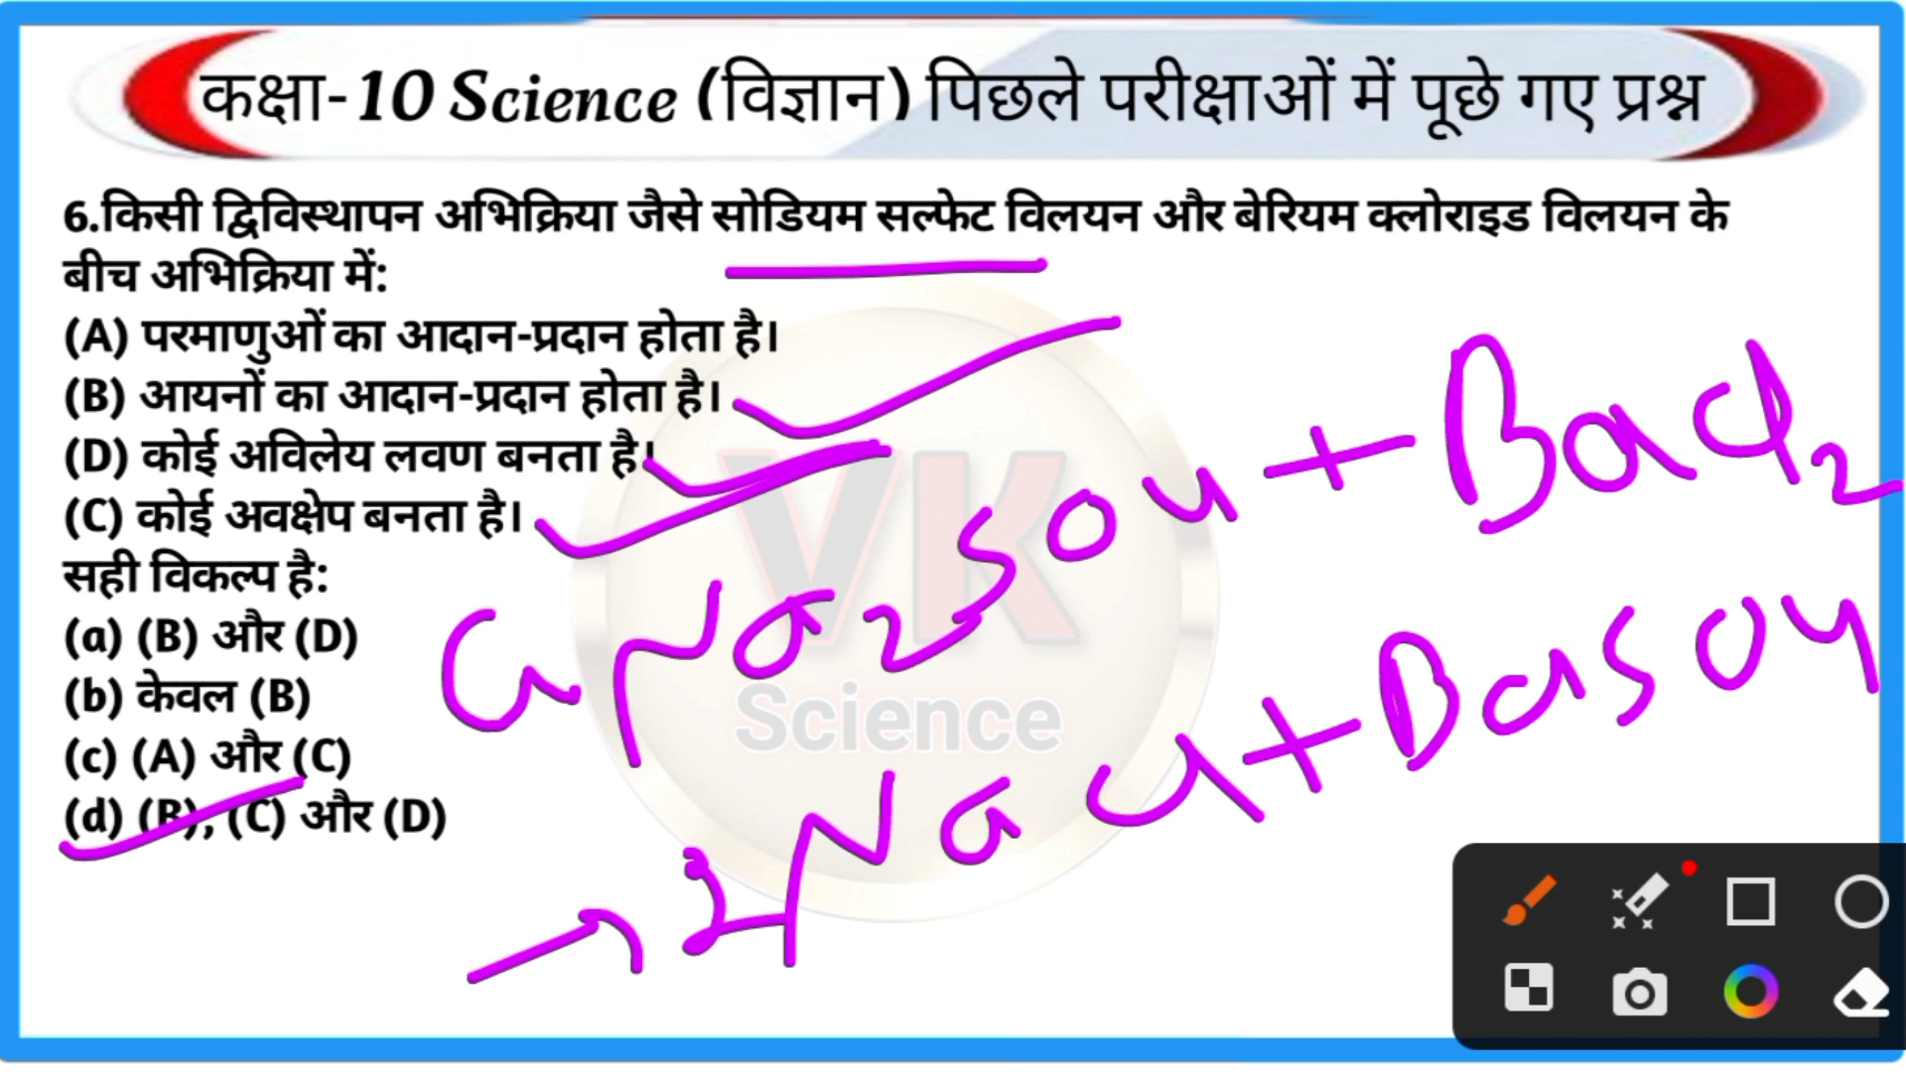 कक्षा-10 Science (विज्ञान) पिछले परीक्षाओं में पूछे गए प्रश्न
6.किसी द्विविस्थापन अभिक्रिया जैसे सोडियम सल्फेट विलयन और बेरियम क्लोराइड विलयन के
बीच अभिक्रिया में:
(A) परमाणुओं का आदान-प्रदान होता है।
(B) आयनों का आदान-प्रदान होता है।
(D) कोई अविलेय लवण बनता है।
(C) कोई अवक्षेप बनता है।
सही विकल्प है:
(a) (B) और (D)
(b) केवल (B)
(c) (A) और (C)
(d) (B), (C) और (D)
Na2SO4 + BaCl2
→ 2NaCl + BaSO4
VK
Science